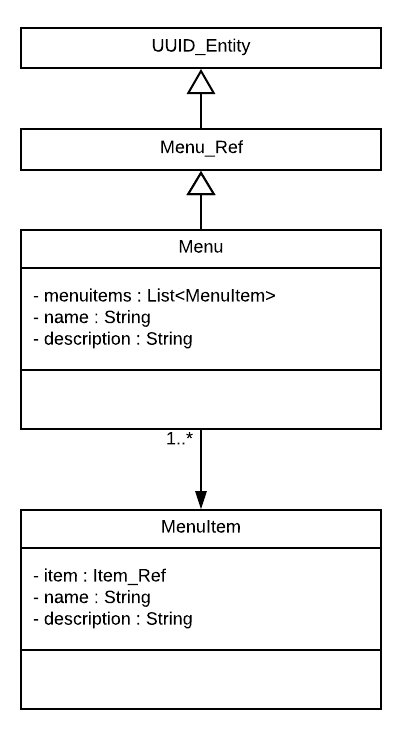 UUID_Entity
Menu_Ref
Menu
- menuitems : List<MenuItem>
- name : String
- description : String
1..*
MenuItem
- item : Item_Ref
- name : String
- description : String